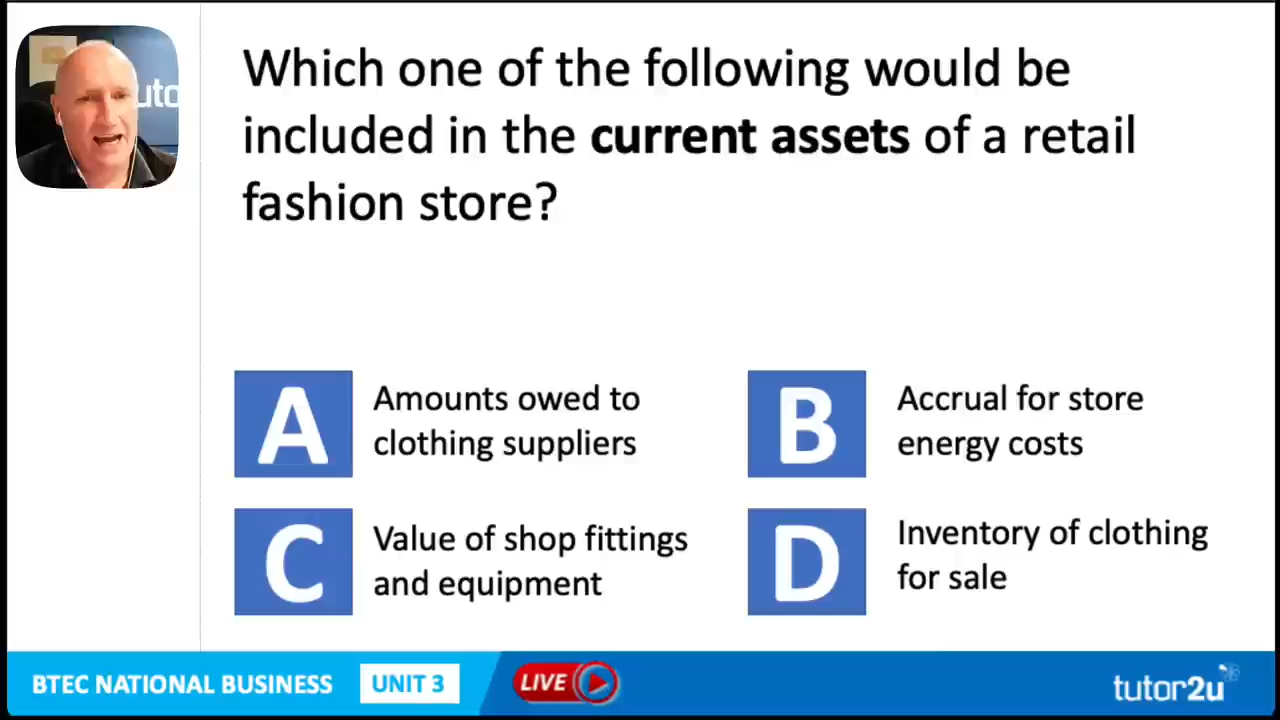 uto
Which one of the following would be
included in the current assets of a retail
fashion store?
A
Amounts owed to
clothing suppliers
B
Accrual for store
energy costs
C
Value of shop fittings
and equipment
D
Inventory of clothing
for sale
BTEC NATIONAL BUSINESS
UNIT 3
LIVE
tutor2u